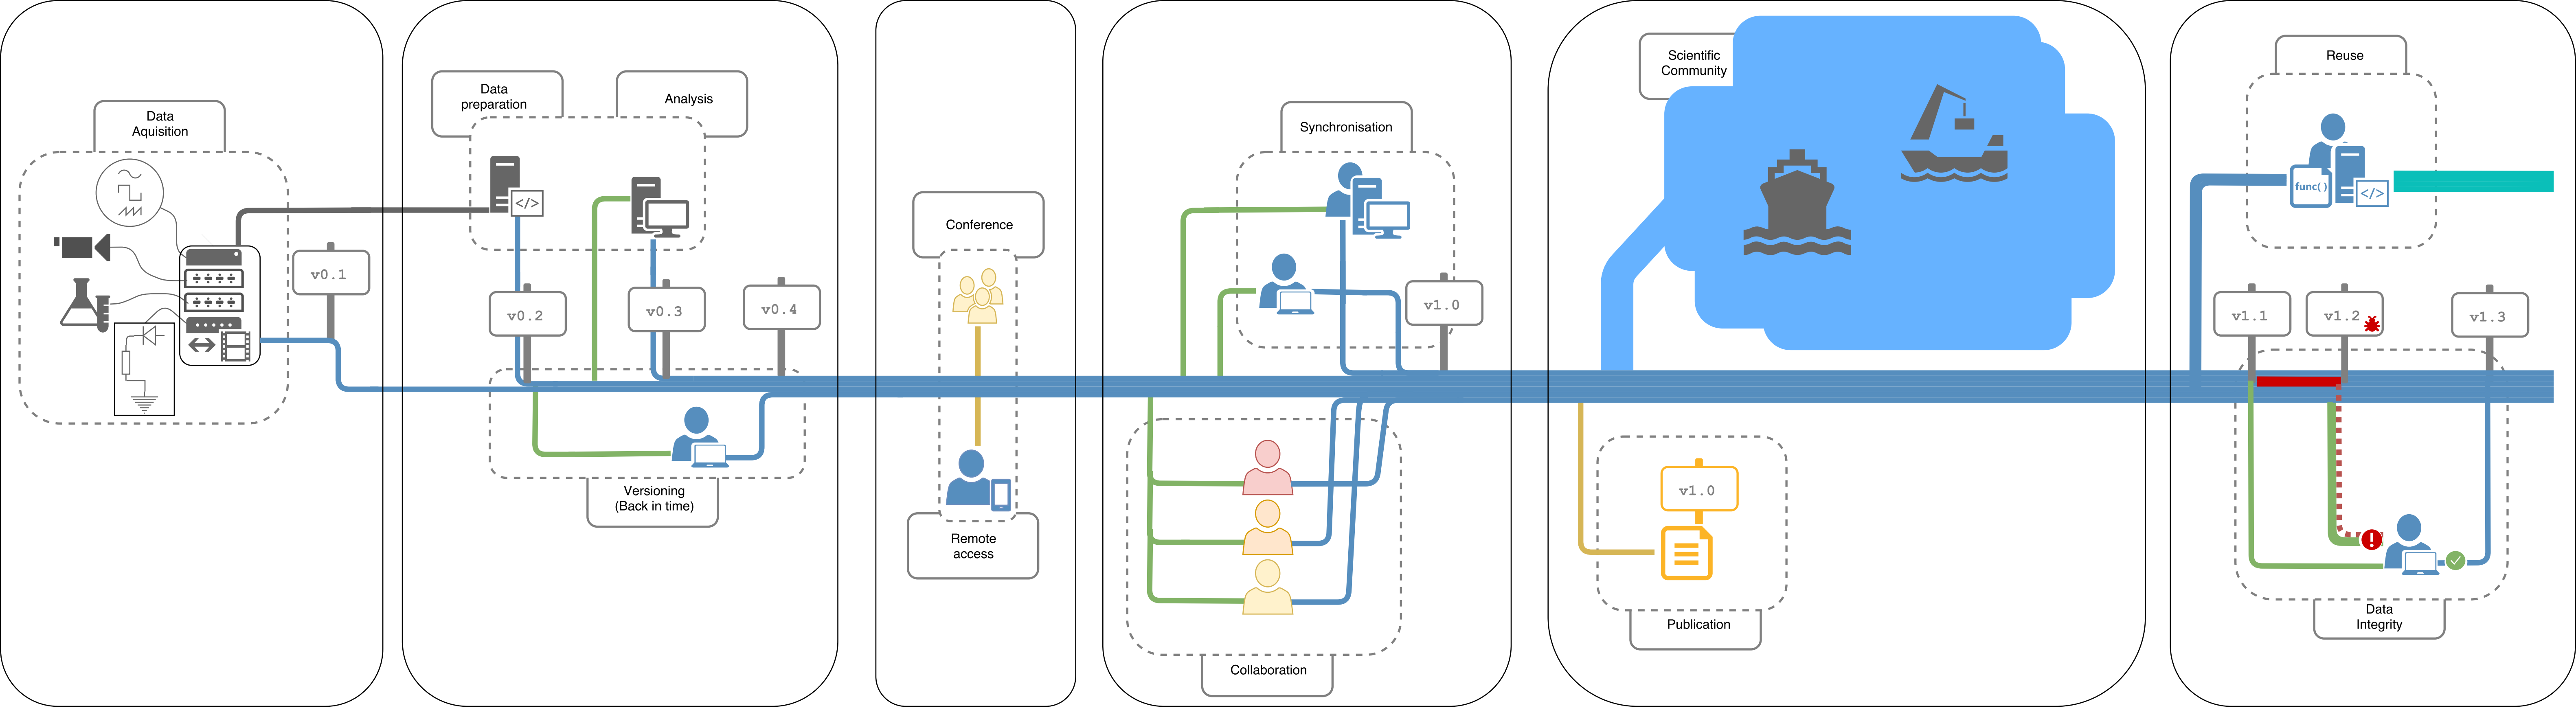 Data
Aquisition
v0.1
Data
preparation
Analysis
</>
v0.2
v0.3
v0.4
Versioning
(Back in time)
Conference
Remote
access
Synchronisation
v1.0
Collaboration
Scientific
Community
v1.0
Publication
Reuse
func( )
</>
v1.1
v1.2
v1.3
Data
Integrity